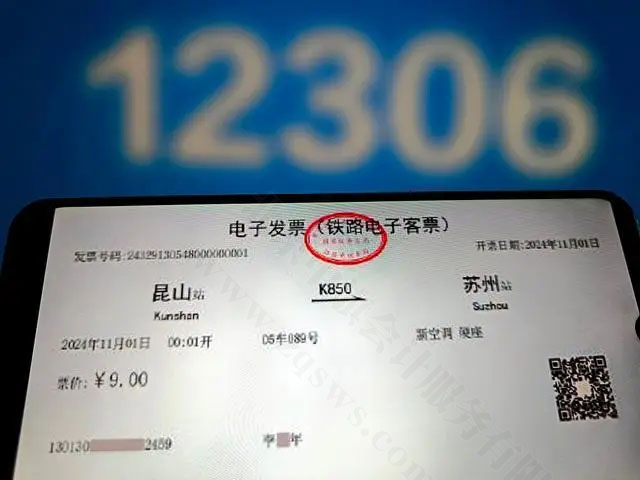 12306
电子发票（铁路电子客票）
发票号码:24329130548000000001 开票日期:2024年11月01日
昆山站 K850 苏州站
Kunshan Suzhou
2024年11月01日 00:01开 05车089号 新空调 硬座
票价:￥9.00
130130 2459 李 年